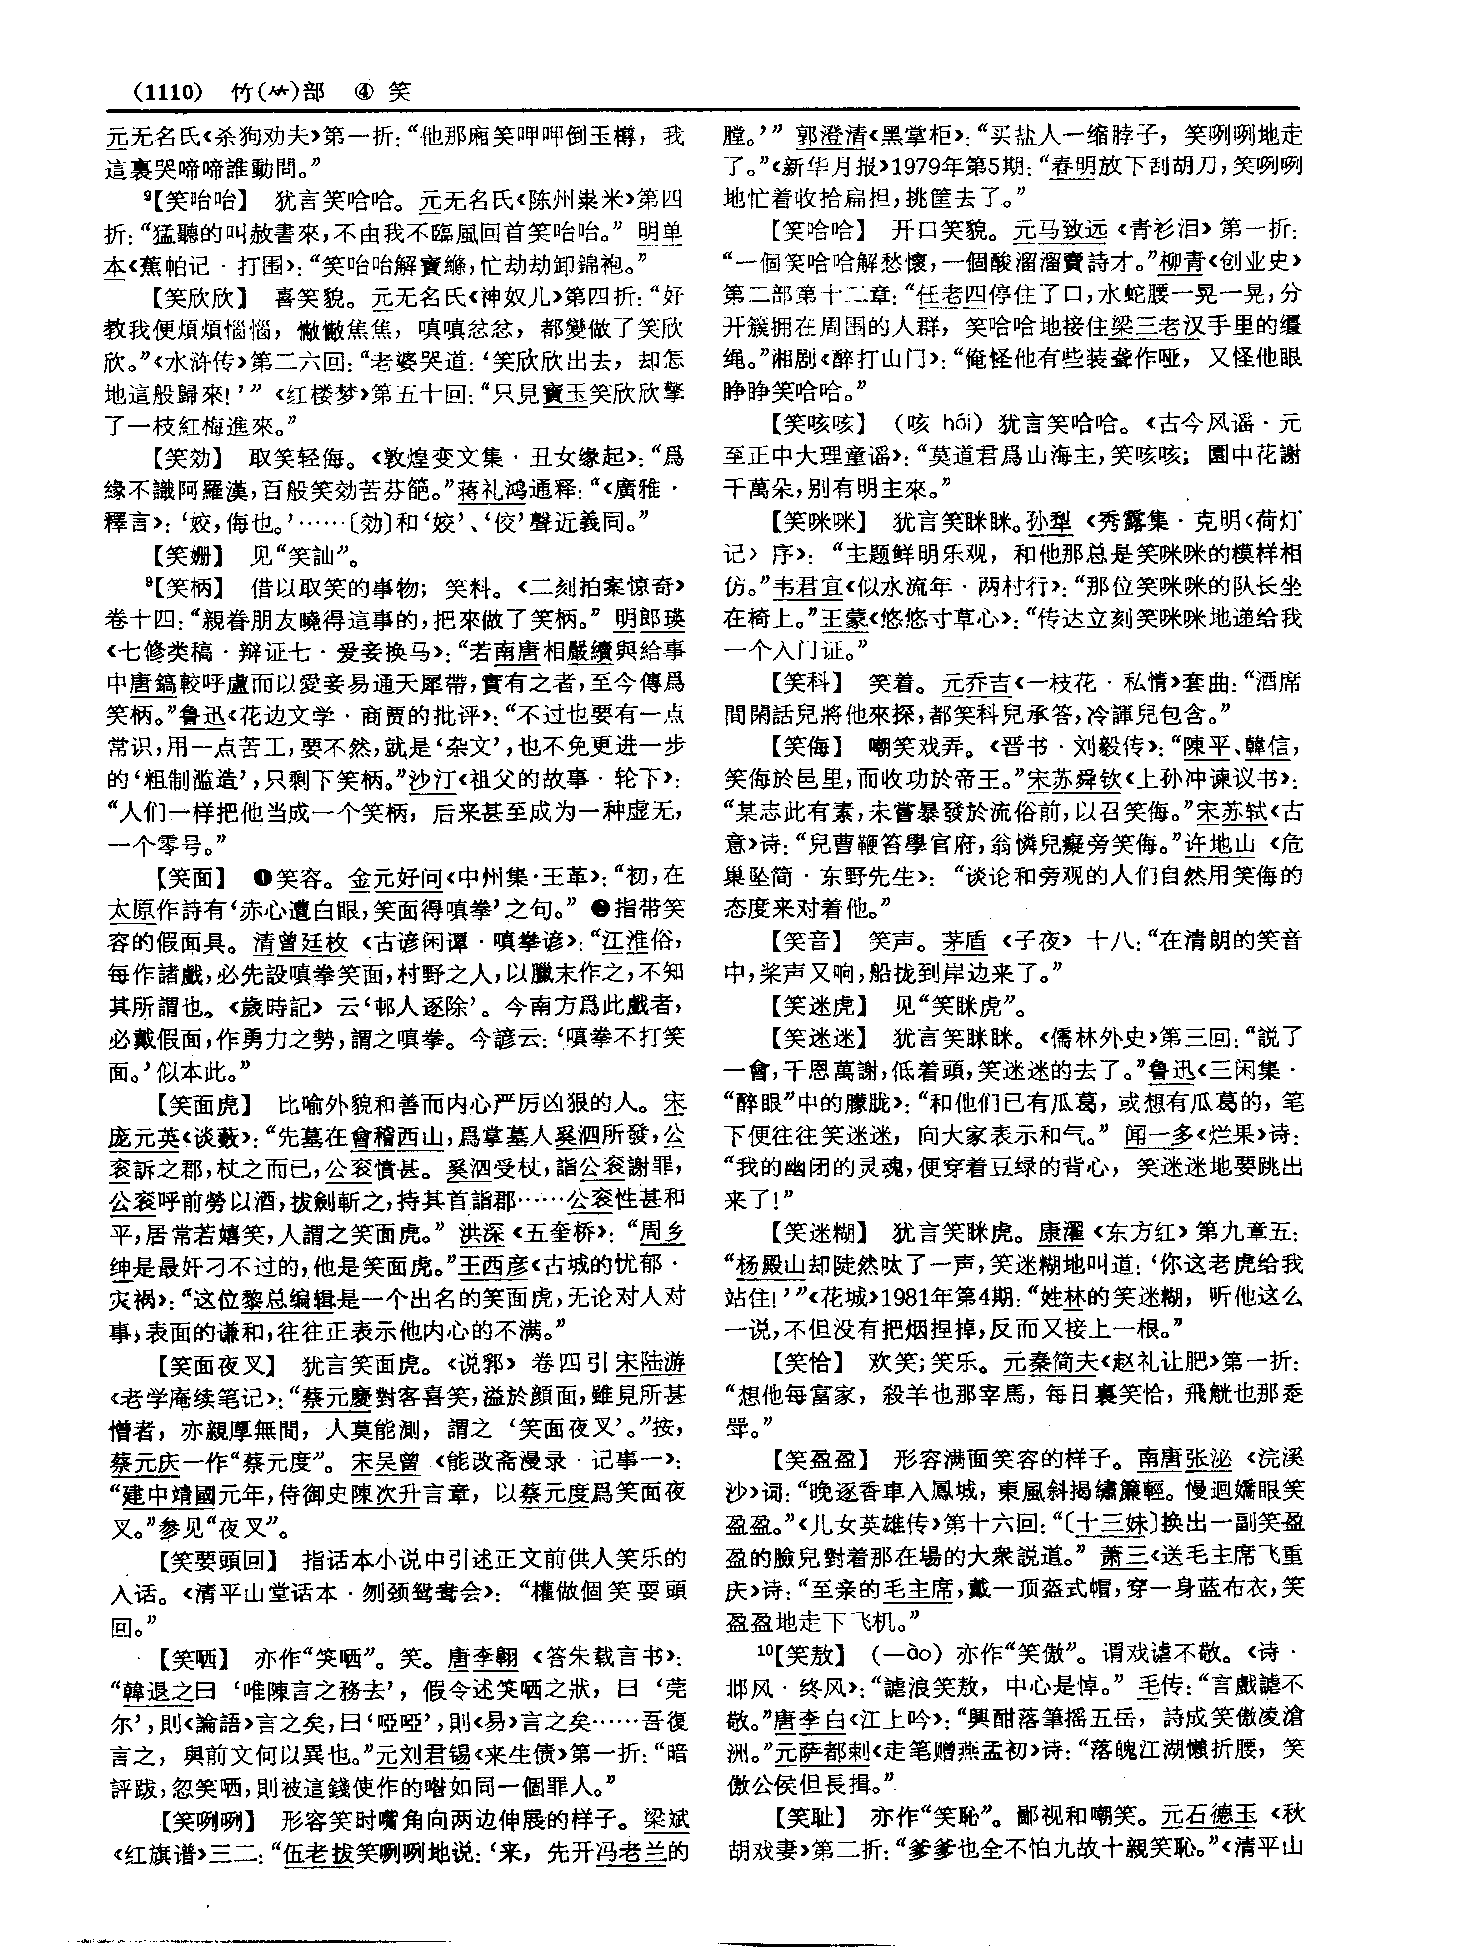 (1110) 竹(⺮)部 ④ 笑
元无名氏《杀狗劝夫》第一折：“他那廂笑呷呷倒玉樽，我
這裏哭啼啼誰動問。”
⁹【笑咍咍】 犹言笑哈哈。元无名氏《陈州粜米》第四
折：“猛聽的叫赦書來，不由我不臨風回首笑咍咍。”明单
本《蕉帕记·打围》：“笑咍咍解寶縧，忙劫劫卸錦袍。”
【笑欣欣】 喜笑貌。元无名氏《神奴儿》第四折：“好
教我便煩煩惱惱，懒懒焦焦，嗔嗔忿忿，都變做了笑欣
欣。”《水浒传》第二六回：“老婆哭道：‘笑欣欣出去，却怎
地這般歸來！’”《红楼梦》第五十回：“只見寶玉笑欣欣擎
了一枝紅梅進來。”
【笑効】 取笑轻侮。《敦煌变文集·丑女缘起》：“爲
緣不識阿羅漢，百般笑効苦芬葩。”蒋礼鸿通释：“《廣雅·
釋言》：‘姣，侮也。’……〔効〕和‘姣’、‘佼’聲近義同。”
【笑姗】 见“笑訕”。
⁹【笑柄】 借以取笑的事物；笑料。《二刻拍案惊奇》
卷十四：“親眷朋友曉得這事的，把來做了笑柄。”明郎瑛
《七修类稿·辩证七·爱妾换马》：“若南唐相嚴續與給事
中唐鎬較呼盧而以愛妾易通天犀帶，實有之者，至今傳爲
笑柄。”鲁迅《花边文学·商贾的批评》：“不过也要有一点
常识，用一点苦工，要不然，就是‘杂文’，也不免更进一步
的‘粗制滥造’，只剩下笑柄。”沙汀《祖父的故事·轮下》：
“人们一样把他当成一个笑柄，后来甚至成为一种虚无，
一个零号。”
【笑面】 ❶笑容。金元好问《中州集·王革》：“初，在
太原作詩有‘赤心遭白眼，笑面得嗔拳’之句。”❷指带笑
容的假面具。清曾廷枚《古谚闲谭·嗔拳谚》：“江淮俗，
每作諸戲，必先設嗔拳笑面，村野之人，以臘末作之，不知
其所謂也。《歲時記》云‘邨人逐除’。今南方爲此戲者，
必戴假面，作勇力之勢，謂之嗔拳。今諺云：‘嗔拳不打笑
面。’似本此。”
【笑面虎】 比喻外貌和善而内心严厉凶狠的人。宋
庞元英《谈薮》：“先墓在會稽西山，爲掌墓人奚泗所發，公
袞訴之郡，杖之而已，公袞憤甚。奚泗受杖，詣公袞謝罪，
公袞呼前勞以酒，拔劍斬之，持其首詣郡……公袞性甚和
平，居常若嬉笑，人謂之笑面虎。”洪深《五奎桥》：“周乡
绅是最奸刁不过的，他是笑面虎。”王西彦《古城的忧郁·
灾祸》：“这位黎总编辑是一个出名的笑面虎，无论对人对
事，表面的谦和，往往正表示他内心的不满。”
【笑面夜叉】 犹言笑面虎。《说郛》卷四引宋陆游
《老学庵续笔记》：“蔡元慶對客喜笑，溢於顔面，雖見所甚
憎者，亦親厚無間，人莫能測，謂之‘笑面夜叉’。”按，
蔡元庆一作“蔡元度”。宋吴曾《能改斋漫录·记事一》：
“建中靖國元年，侍御史陳次升言章，以蔡元度爲笑面夜
叉。”参见“夜叉”。
【笑耍頭回】 指话本小说中引述正文前供人笑乐的
入话。《清平山堂话本·刎颈鸳鸯会》：“權做個笑耍頭
回。”
【笑哂】 亦作“笑哂”。笑。唐李翱《答朱载言书》：
“韓退之曰‘唯陳言之務去’，假令述笑哂之狀，曰‘莞
尔’，則《論語》言之矣，曰‘啞啞’，則《易》言之矣……吾復
言之，與前文何以異也。”元刘君锡《来生债》第一折：“暗
評跋，忽笑哂，則被這錢使作的喒如同一個罪人。”
【笑咧咧】 形容笑时嘴角向两边伸展的样子。梁斌
《红旗谱》三二：“伍老拔笑咧咧地说：‘来，先开冯老兰的
膛。’”郭澄清《黑掌柜》：“买盐人一缩脖子，笑咧咧地走
了。”《新华月报》1979年第5期：“春明放下刮胡刀，笑咧咧
地忙着收拾扁担，挑筐去了。”
【笑哈哈】 开口笑貌。元马致远《青衫泪》第一折：
“一個笑哈哈解愁懷，一個酸溜溜賣詩才。”柳青《创业史》
第二部第十二章：“任老四停住了口，水蛇腰一晃一晃，分
开簇拥在周围的人群，笑哈哈地接住梁三老汉手里的缰
绳。”湘剧《醉打山门》：“俺怪他有些装聋作哑，又怪他眼
睁睁笑哈哈。”
【笑咳咳】 （咳 hái）犹言笑哈哈。《古今风谣·元
至正中大理童谣》：“莫道君爲山海主，笑咳咳；園中花謝
千萬朵，别有明主來。”
【笑咪咪】 犹言笑眯眯。孙犁《秀露集·克明〈荷灯
记〉序》：“主题鲜明乐观，和他那总是笑咪咪的模样相
仿。”韦君宜《似水流年·两村行》：“那位笑咪咪的队长坐
在椅上。”王蒙《悠悠寸草心》：“传达立刻笑咪咪地递给我
一个入门证。”
【笑科】 笑着。元乔吉《一枝花·私情》套曲：“酒席
間閑話兒將他來探，都笑科兒承答，冷諢兒包含。”
【笑侮】 嘲笑戏弄。《晋书·刘毅传》：“陳平、韓信，
笑侮於邑里，而收功於帝王。”宋苏舜钦《上孙冲谏议书》：
“某志此有素，未嘗暴發於流俗前，以召笑侮。”宋苏轼《古
意》诗：“兒曹鞭笞學官府，翁憐兒癡旁笑侮。”许地山《危
巢坠简·东野先生》：“谈论和旁观的人们自然用笑侮的
态度来对着他。”
【笑音】 笑声。茅盾《子夜》十八：“在清朗的笑音
中，桨声又响，船拢到岸边来了。”
【笑迷虎】 见“笑眯虎”。
【笑迷迷】 犹言笑眯眯。《儒林外史》第三回：“説了
一會，千恩萬謝，低着頭，笑迷迷的去了。”鲁迅《三闲集·
“醉眼”中的朦胧》：“和他们已有瓜葛，或想有瓜葛的，笔
下便往往笑迷迷，向大家表示和气。”闻一多《烂果》诗：
“我的幽闭的灵魂，便穿着豆绿的背心，笑迷迷地要跳出
来了！”
【笑迷糊】 犹言笑眯虎。康濯《东方红》第九章五：
“杨殿山却陡然呔了一声，笑迷糊地叫道：‘你这老虎给我
站住！’”《花城》1981年第4期：“姓林的笑迷糊，听他这么
一说，不但没有把烟捏掉，反而又接上一根。”
【笑恰】 欢笑；笑乐。元秦简夫《赵礼让肥》第一折：
“想他每富家，殺羊也那宰馬，每日裏笑恰，飛觥也那走
斝。”
【笑盈盈】 形容满面笑容的样子。南唐张泌《浣溪
沙》词：“晚逐香車入鳳城，東風斜揭繡簾輕。慢迴嬌眼笑
盈盈。”《儿女英雄传》第十六回：“〔十三妹〕换出一副笑盈
盈的臉兒對着那在場的大衆説道。”萧三《送毛主席飞重
庆》诗：“至亲的毛主席，戴一顶盔式帽，穿一身蓝布衣，笑
盈盈地走下飞机。”
¹⁰【笑敖】 （—ào）亦作“笑傲”。谓戏谑不敬。《诗·
邶风·终风》：“謔浪笑敖，中心是悼。”毛传：“言戲謔不
敬。”唐李白《江上吟》：“興酣落筆摇五岳，詩成笑傲凌滄
洲。”元萨都剌《走笔赠燕孟初》诗：“落魄江湖懶折腰，笑
傲公侯但長揖。”
【笑耻】 亦作“笑恥”。鄙视和嘲笑。元石德玉《秋
胡戏妻》第二折：“爹爹也全不怕九故十親笑恥。”《清平山